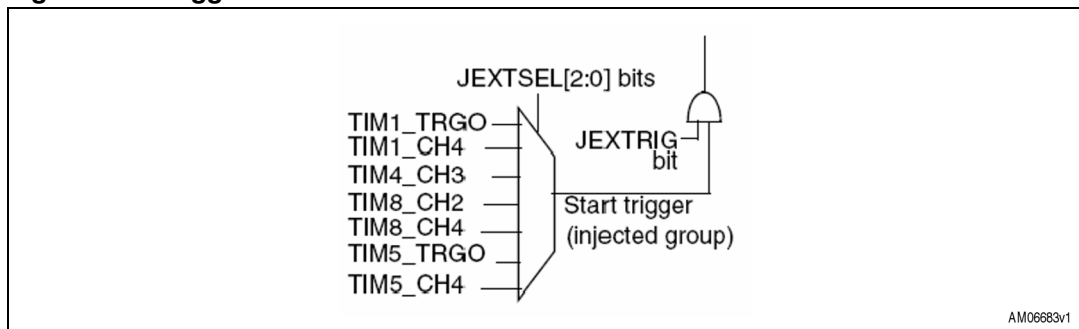 JEXTSEL[2:0] bits
TIM1_TRGO
TIM1_CH4
TIM4_CH3
TIM8_CH2
TIM8_CH4
TIM5_TRGO
TIM5_CH4
JEXTRIG
bit
Start trigger
(injected group)
AM06683v1